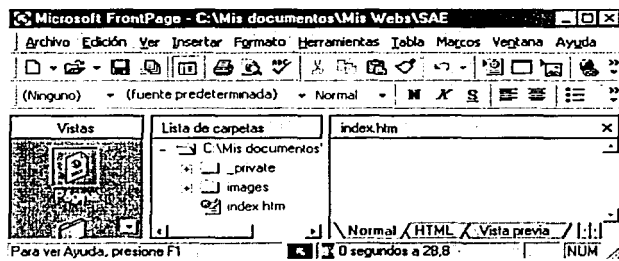 Microsoft FrontPage - C:\Mis documentos\Mis Webs\SAE
Archivo Edición Ver Insertar Formato Herramientas Tabla Marcos Ventana Ayuda
(Ninguno) (fuente predeterminada) Normal N K S
Vistas Lista de carpetas index.htm
C:\Mis documentos'
_private
images
index.htm
Normal HTML Vista previa
Para ver Ayuda, presione F1 0 segundos a 28,8 NUM